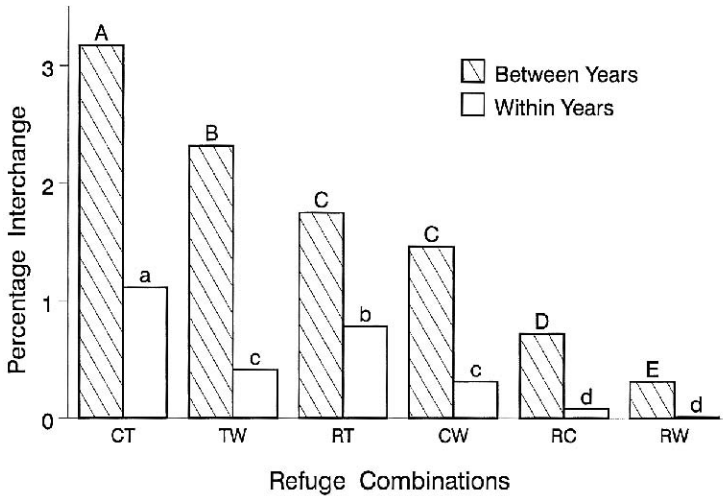 A
3
Between Years
Within Years
B
2
C
C
a
1
b
D
c
c
E
d
d
0
CT TW RT CW RC RW
Percentage Interchange
Refuge Combinations